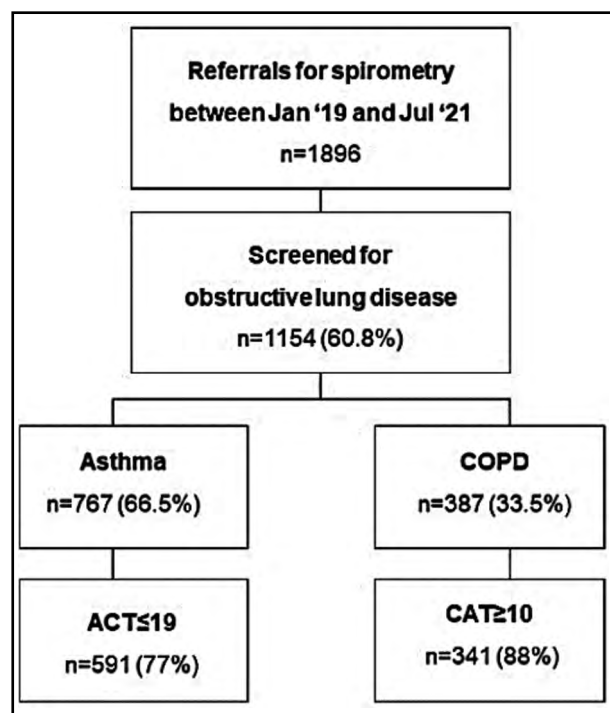 Referrals for spirometry
between Jan ‘19 and Jul ‘21
n=1896
Screened for
obstructive lung disease
n=1154 (60.8%)
Asthma
n=767 (66.5%)
COPD
n=387 (33.5%)
ACT≤19
n=591 (77%)
CAT≥10
n=341 (88%)